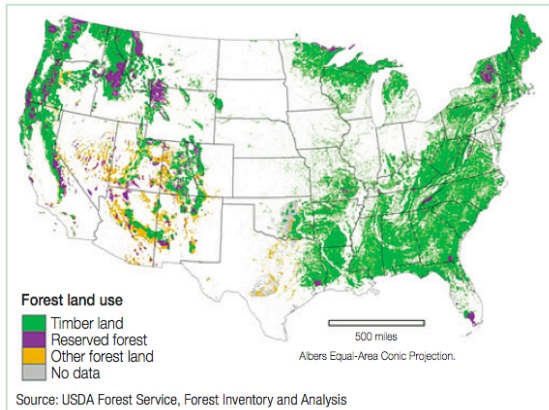 Forest land use
Timber land
Reserved forest
Other forest land
No data
500 miles
Albers Equal-Area Conic Projection.
Source: USDA Forest Service, Forest Inventory and Analysis